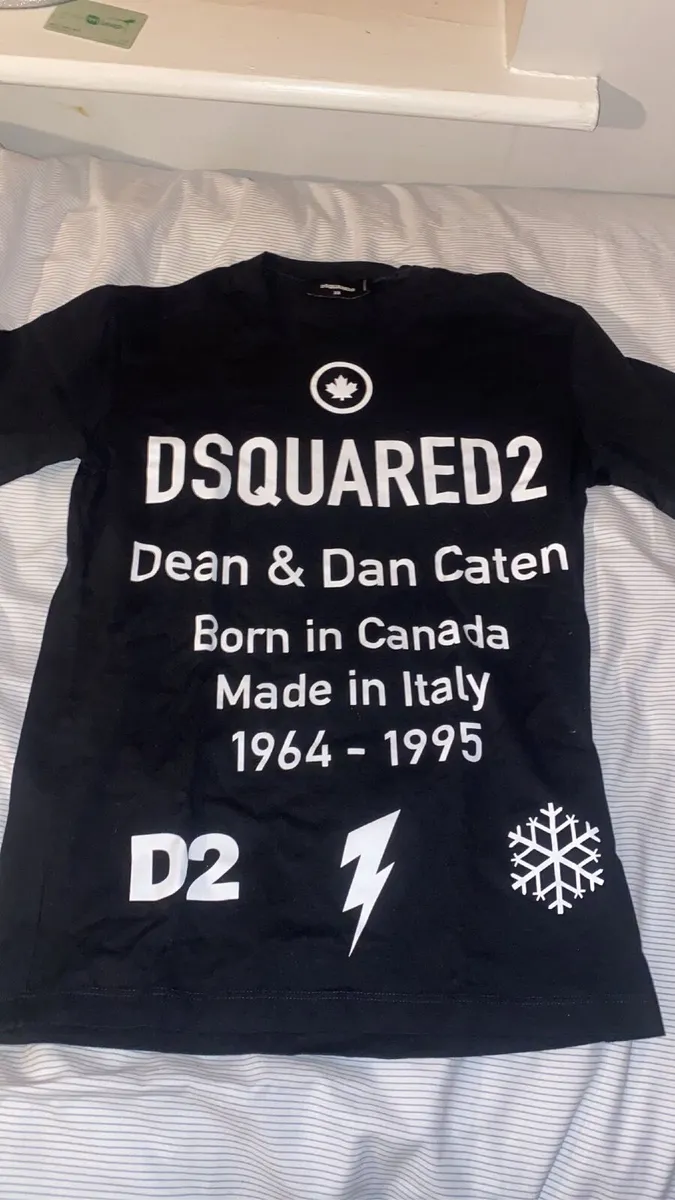 DSQUARED2
Dean & Dan Caten
Born in Canada
Made in Italy
1964 - 1995
D2